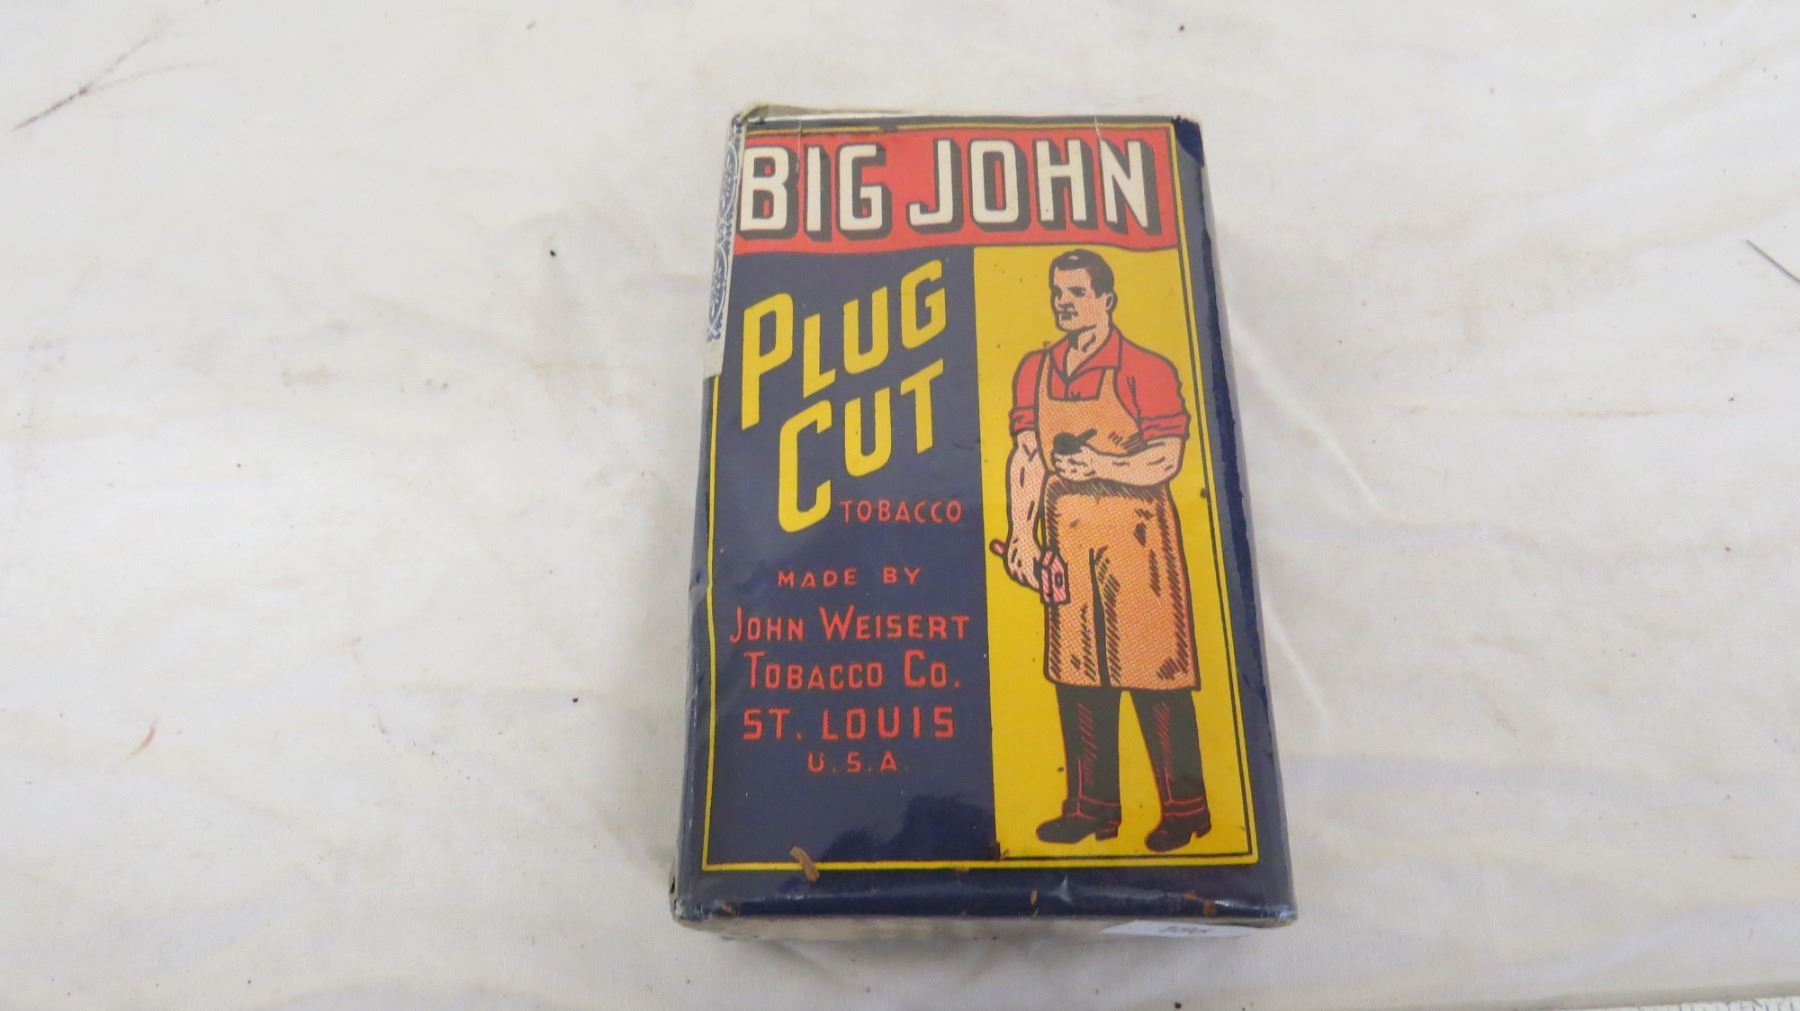 BIG JOHN
PLUG
CUT
TOBACCO
MADE BY
JOHN WEISERT
TOBACCO CO.
ST. LOUIS
U.S.A.